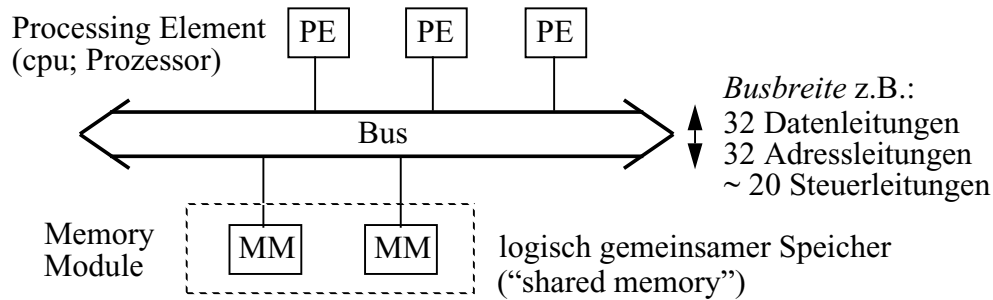 Processing Element
(cpu; Prozessor)
PE
PE
PE
Bus
Busbreite z.B.:
32 Datenleitungen
32 Adressleitungen
~ 20 Steuerleitungen
Memory
Module
MM
MM
logisch gemeinsamer Speicher
(“shared memory”)